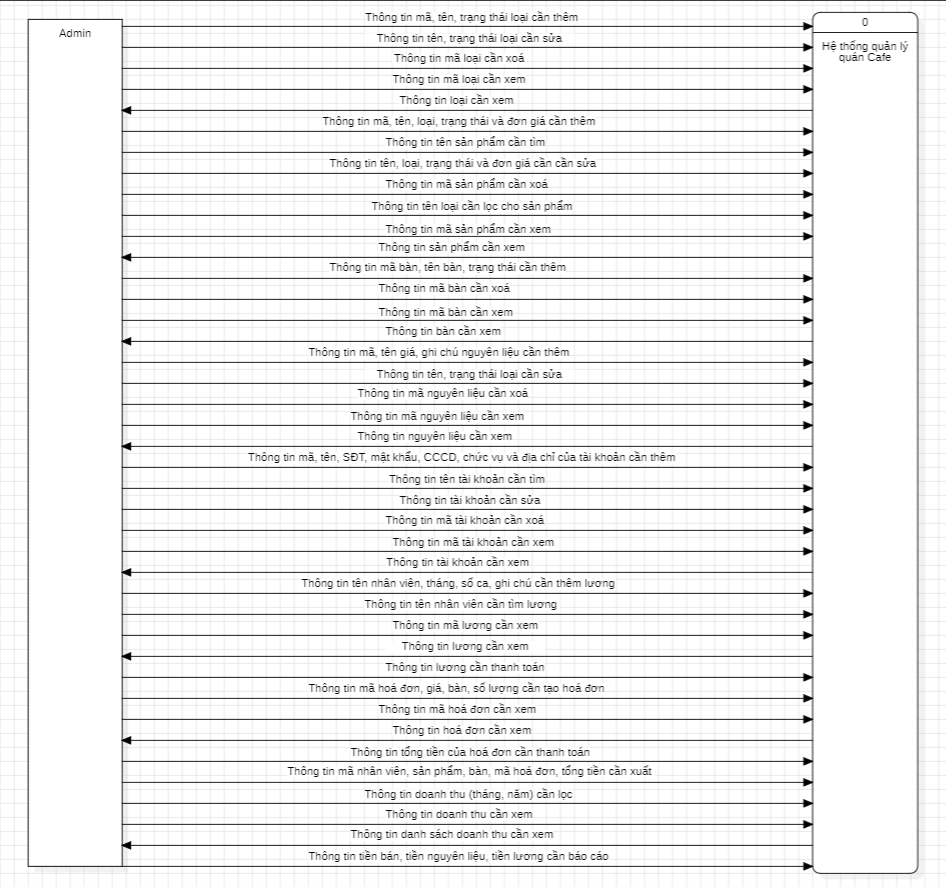 Admin
0
Hệ thống quản lý
quán Cafe
Thông tin mã, tên, trạng thái loại cần thêm
Thông tin tên, trạng thái loại cần sửa
Thông tin mã loại cần xoá
Thông tin mã loại cần xem
Thông tin loại cần xem
Thông tin mã, tên, loại, trạng thái và đơn giá cần thêm
Thông tin tên sản phẩm cần tìm
Thông tin tên, loại, trạng thái và đơn giá cần cần sửa
Thông tin mã sản phẩm cần xoá
Thông tin tên loại cần lọc cho sản phẩm
Thông tin mã sản phẩm cần xem
Thông tin sản phẩm cần xem
Thông tin mã bàn, tên bàn, trạng thái cần thêm
Thông tin mã bàn cần xoá
Thông tin mã bàn cần xem
Thông tin bàn cần xem
Thông tin mã, tên giá, ghi chú nguyên liệu cần thêm
Thông tin tên, trạng thái loại cần sửa
Thông tin mã nguyên liệu cần xoá
Thông tin mã nguyên liệu cần xem
Thông tin nguyên liệu cần xem
Thông tin mã, tên, SĐT, mật khẩu, CCCD, chức vụ và địa chỉ của tài khoản cần thêm
Thông tin tên tài khoản cần tìm
Thông tin tài khoản cần sửa
Thông tin mã tài khoản cần xoá
Thông tin mã tài khoản cần xem
Thông tin tài khoản cần xem
Thông tin tên nhân viên, tháng, số ca, ghi chú cần thêm lương
Thông tin tên nhân viên cần tìm lương
Thông tin mã lương cần xem
Thông tin lương cần xem
Thông tin lương cần thanh toán
Thông tin mã hoá đơn, giá, bàn, số lượng cần tạo hoá đơn
Thông tin mã hoá đơn cần xem
Thông tin hoá đơn cần xem
Thông tin tổng tiền của hoá đơn cần thanh toán
Thông tin mã nhân viên, sản phẩm, bàn, mã hoá đơn, tổng tiền cần xuất
Thông tin doanh thu (tháng, năm) cần lọc
Thông tin doanh thu cần xem
Thông tin danh sách doanh thu cần xem
Thông tin tiền bán, tiền nguyên liệu, tiền lương cần báo cáo